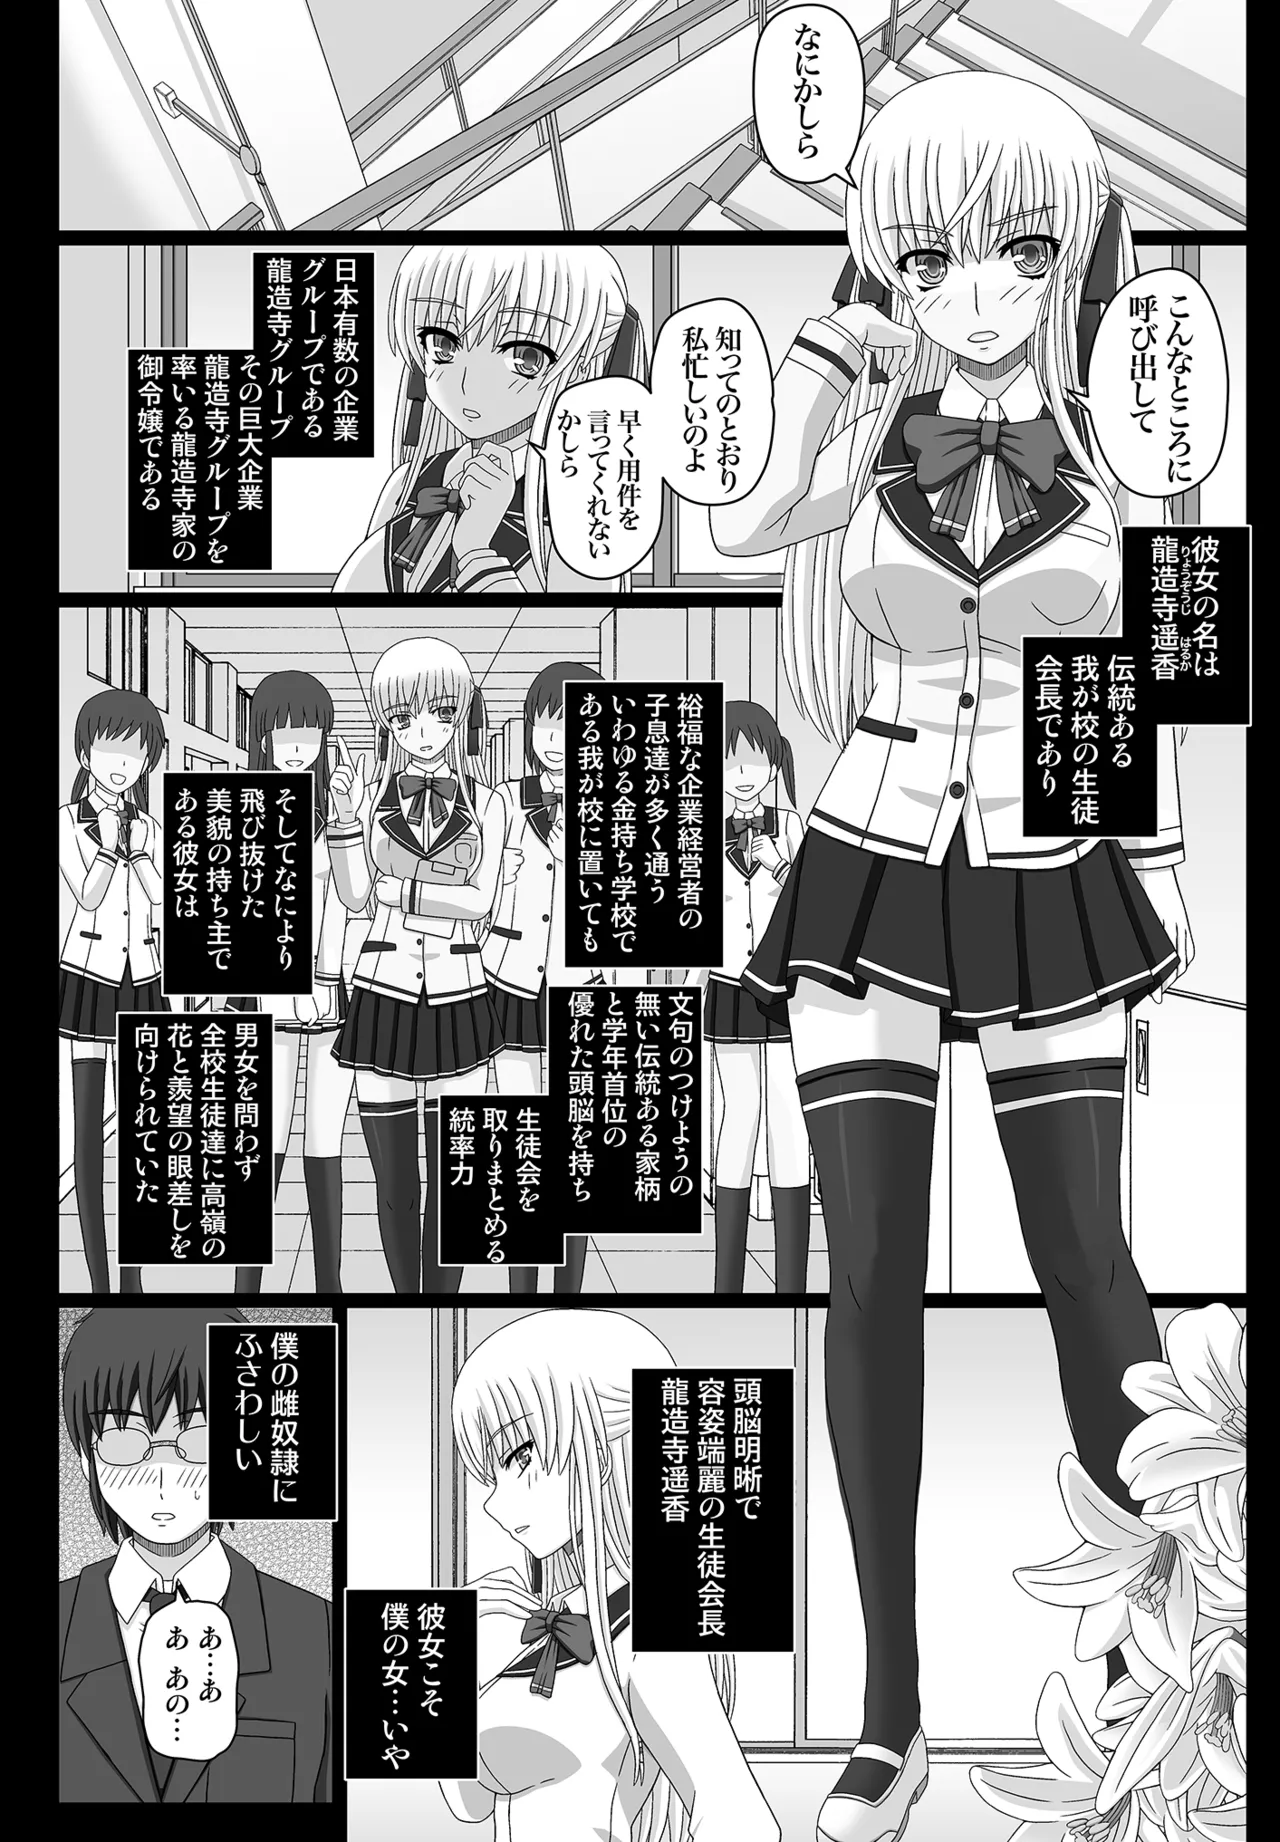 なにかしら
こんなところに
呼び出して
彼女の名は
龍造寺遥香
りょうぞうじ
はるか
伝統ある
我が校の生徒
会長であり
知ってのとおり
私忙しいのよ
早く用件を
言ってくれない
かしら
日本有数の企業
グループである
龍造寺グループ
その巨大企業
龍造寺グループを
率いる龍造寺家の
御令嬢である
裕福な企業経営者の
子息達が多く通う
いわゆる金持ち学校で
ある我が校に置いても
文句のつけようの
無い伝統ある家柄
と学年首位の
優れた頭脳を持ち
生徒会を
取りまとめる
統率力
そしてなにより
飛び抜けた
美貌の持ち主で
ある彼女は
男女を問わず
全校生徒達に高嶺の
花と羨望の眼差しを
向けられていた
頭脳明晰で
容姿端麗の生徒会長
龍造寺遥香
彼女こそ
僕の女…いや
僕の雌奴隷に
ふさわしい
あ…あ
あ あの…